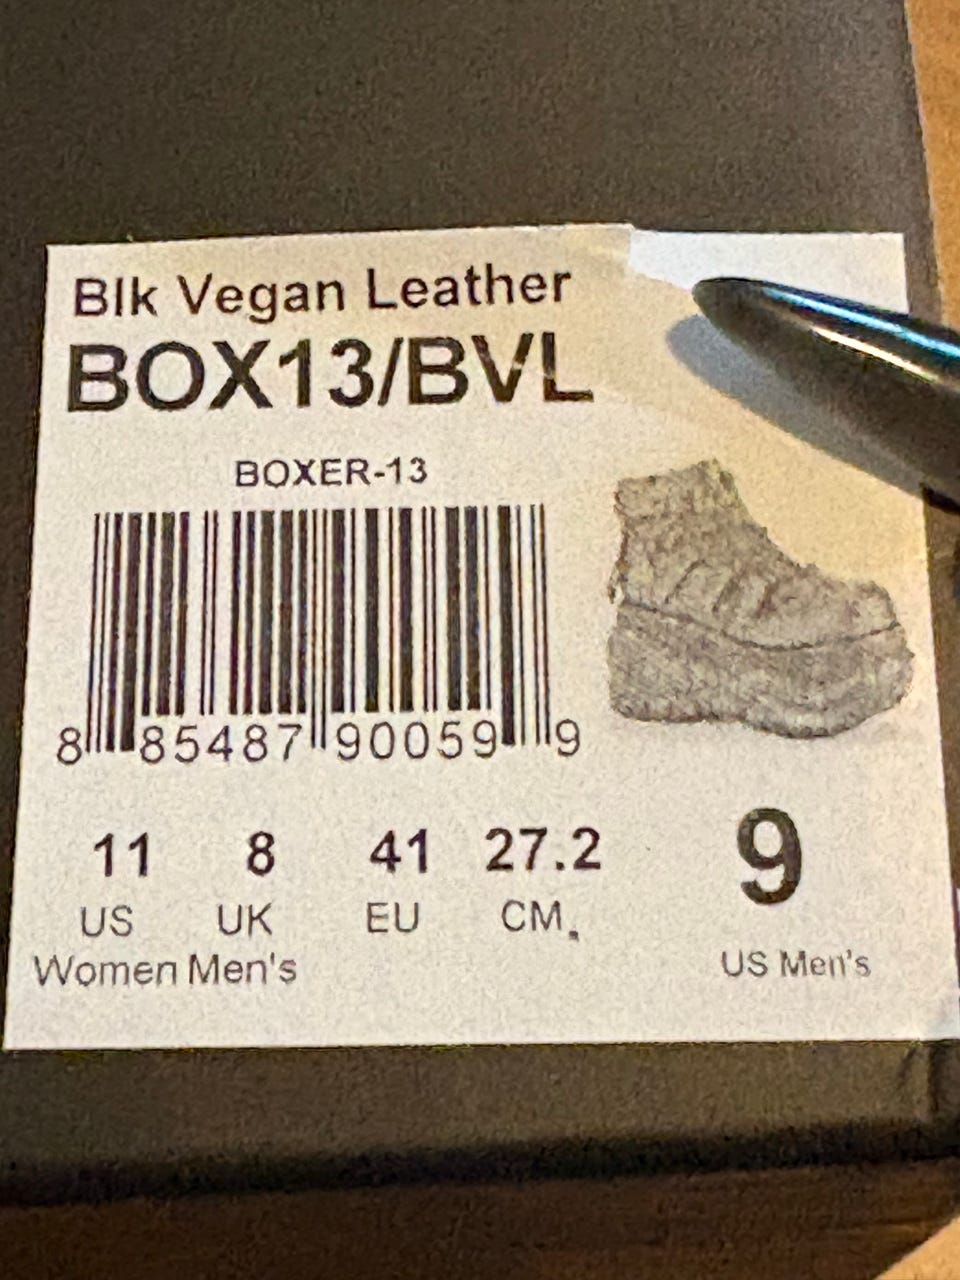 Blk Vegan Leather
BOX13/BVL
BOXER-13
8 85487 90059 9
11 8 41 27.2 9
US UK EU CM.
Women Men's US Men's